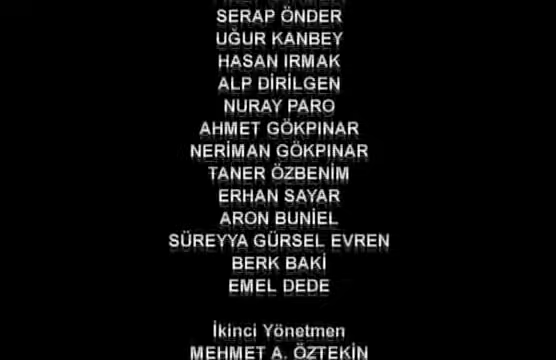 SERAP ÖNDER
UĞUR KANBEY
HASAN IRMAK
ALP DİRİLGEN
NURAY PARO
AHMET GÖKPINAR
NERİMAN GÖKPINAR
TANER ÖZBENİM
ERHAN SAYAR
ARON BUNİEL
SÜREYYA GÜRSEL EVREN
BERK BAKİ
EMEL DEDE
İkinci Yönetmen
MEHMET A. ÖZTEKİN